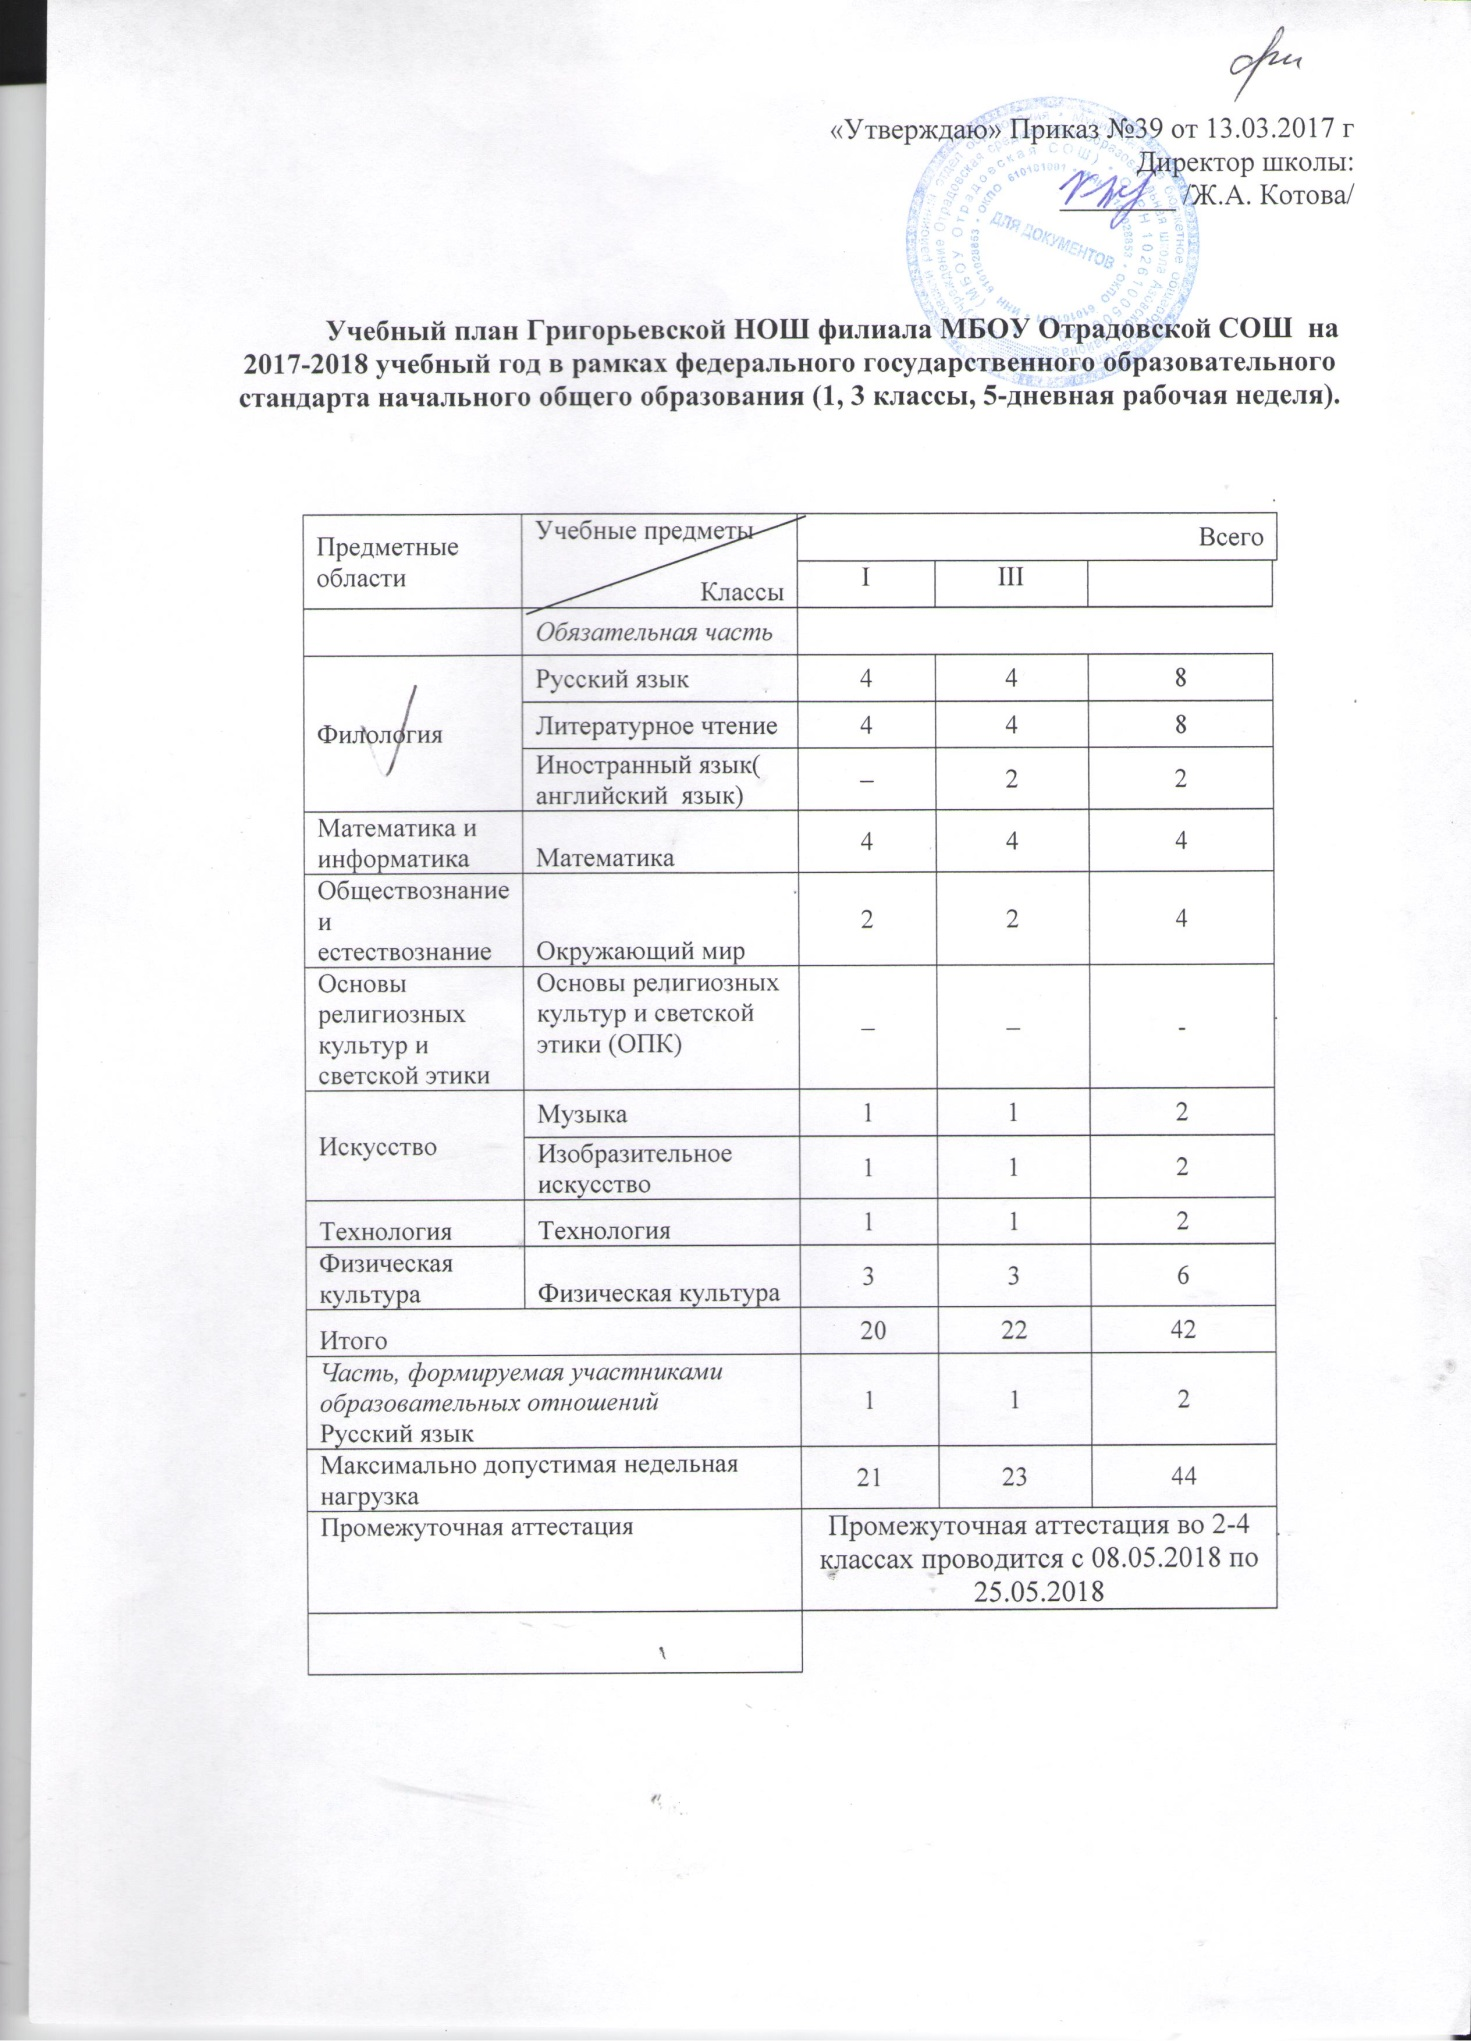 «Утверждаю» Приказ №39 от 13.03.2017 г
Директор школы:
/Ж.А. Котова/
ДЛЯ ДОКУМЕНТОВ
Учебный план Григорьевской НОШ филиала МБОУ Отрадовской СОШ на
2017-2018 учебный год в рамках федерального государственного образовательного
стандарта начального общего образования (1, 3 классы, 5-дневная рабочая неделя).
Предметные
области
Учебные предметы
Классы
Всего
I III
Обязательная часть
Филология
Русский язык 4 4 8
Литературное чтение 4 4 8
Иностранный язык(
английский язык) – 2 2
Математика и
информатика
Математика 4 4 4
Обществознание
и
естествознание
Окружающий мир 2 2 4
Основы
религиозных
культур и
светской этики
Основы религиозных
культур и светской
этики (ОПК) – – -
Искусство
Музыка 1 1 2
Изобразительное
искусство 1 1 2
Технология Технология 1 1 2
Физическая
культура
Физическая культура 3 3 6
Итого 20 22 42
Часть, формируемая участниками
образовательных отношений
Русский язык
1 1 2
Максимально допустимая недельная
нагрузка
21 23 44
Промежуточная аттестация
Промежуточная аттестация во 2-4
классах проводится с 08.05.2018 по
25.05.2018